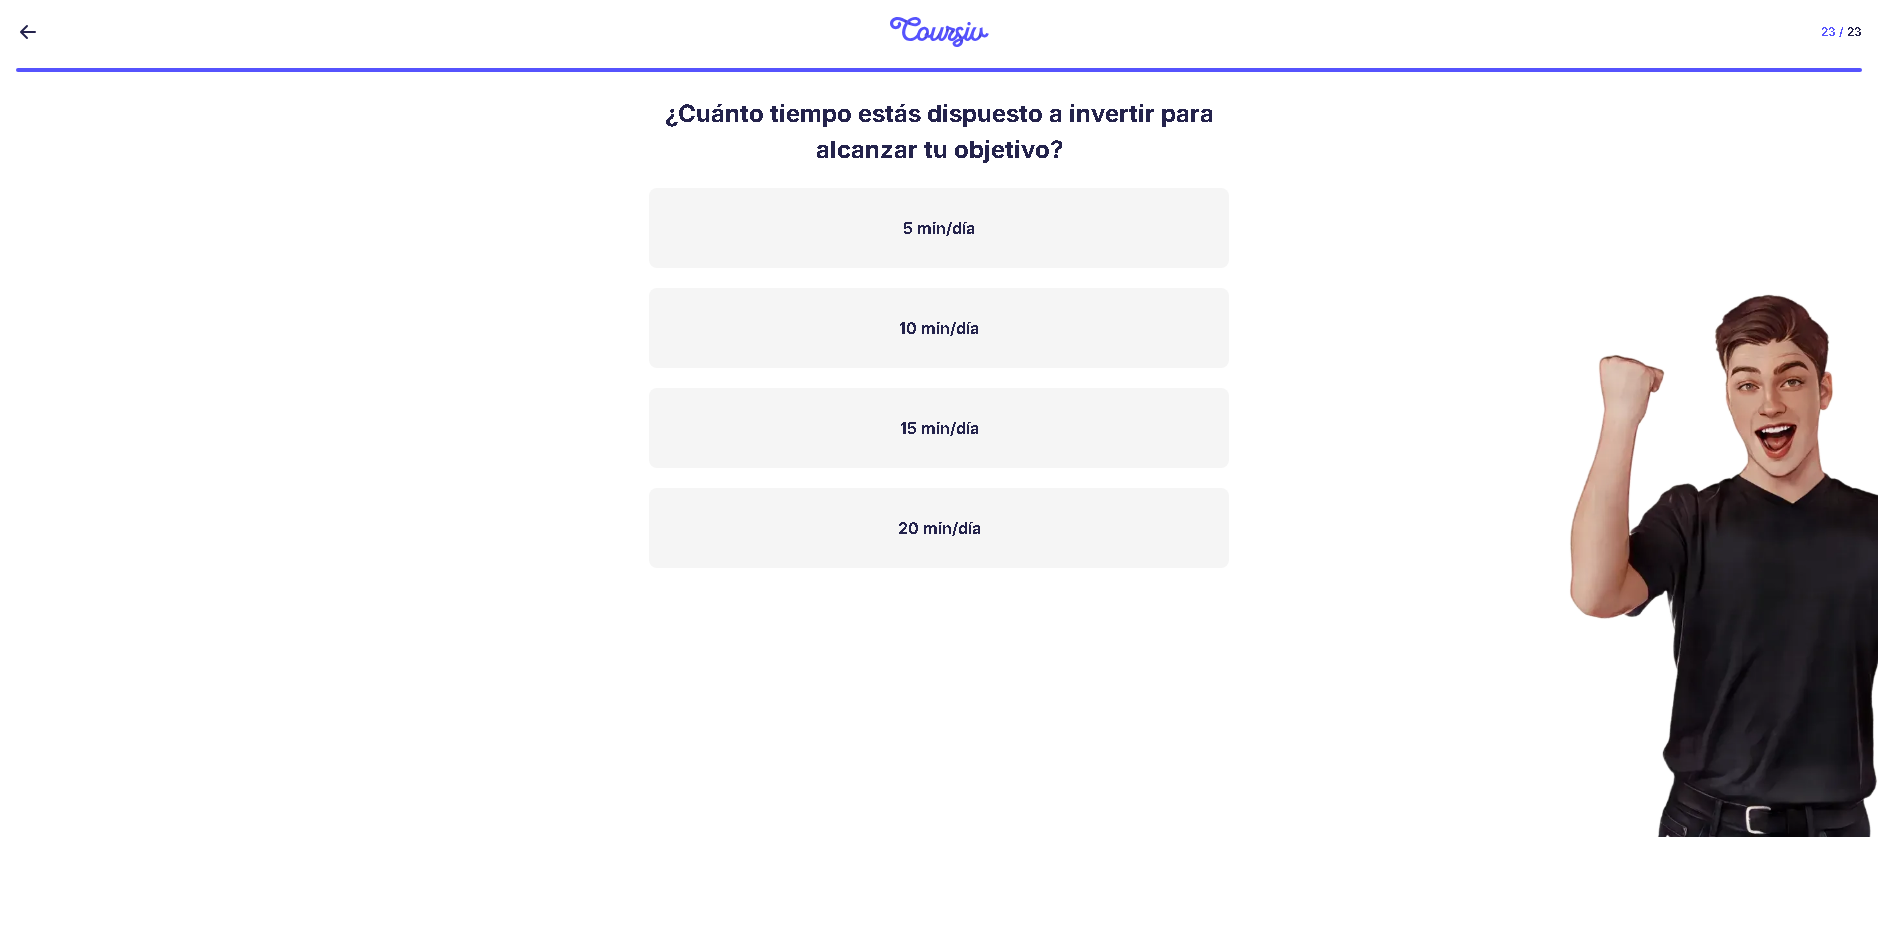 Coursiv
23 / 23
¿Cuánto tiempo estás dispuesto a invertir para
alcanzar tu objetivo?
5 min/día
10 min/día
15 min/día
20 min/día